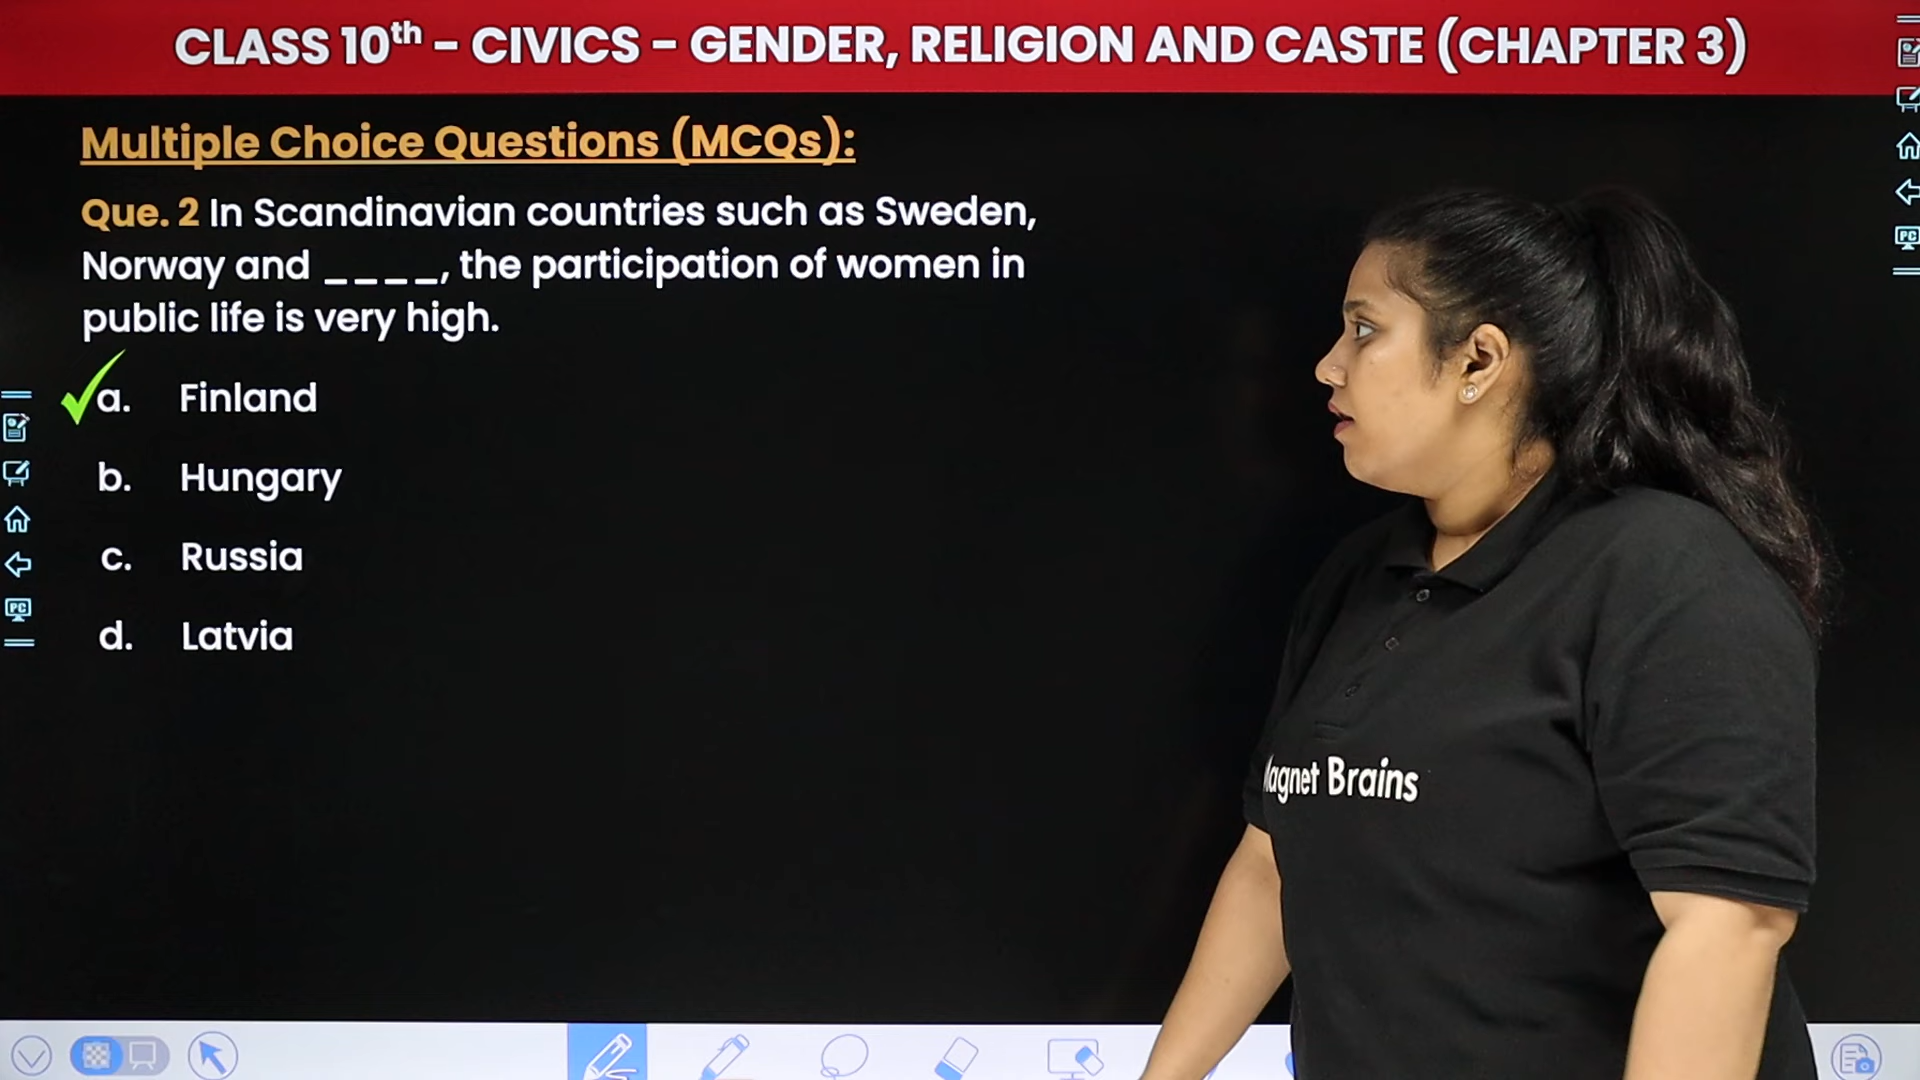 CLASS 10th - CIVICS - GENDER, RELIGION AND CASTE (CHAPTER 3)
Multiple Choice Questions (MCQs):
Que. 2 In Scandinavian countries such as Sweden,
Norway and ____, the participation of women in
public life is very high.
a. Finland
b. Hungary
c. Russia
d. Latvia
agnet Brains
PC
PC